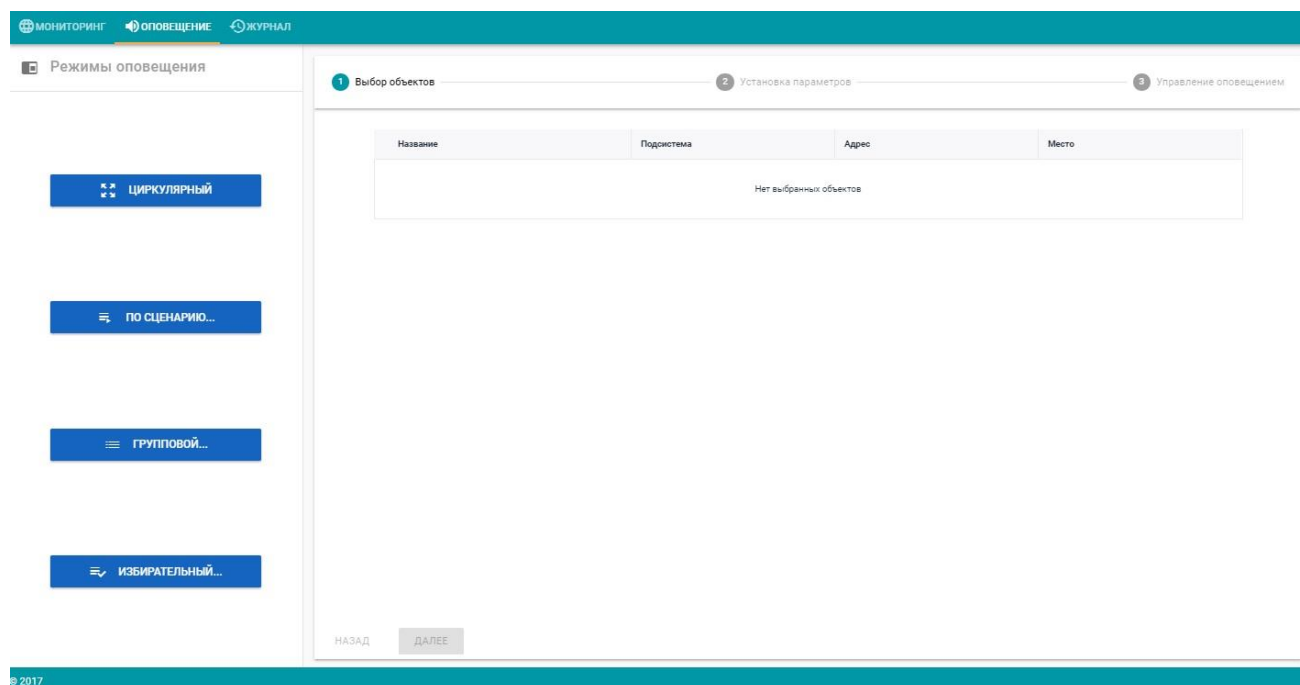 МОНИТОРИНГ ОПОВЕЩЕНИЕ ЖУРНАЛ
Режимы оповещения
1 Выбор объектов 2 Установка параметров 3 Управление оповещением
Название Подсистема Адрес Место
Нет выбранных объектов
ЦИРКУЛЯРНЫЙ
ПО СЦЕНАРИЮ...
ГРУППОВОЙ...
ИЗБИРАТЕЛЬНЫЙ...
НАЗАД ДАЛЕЕ
© 2017